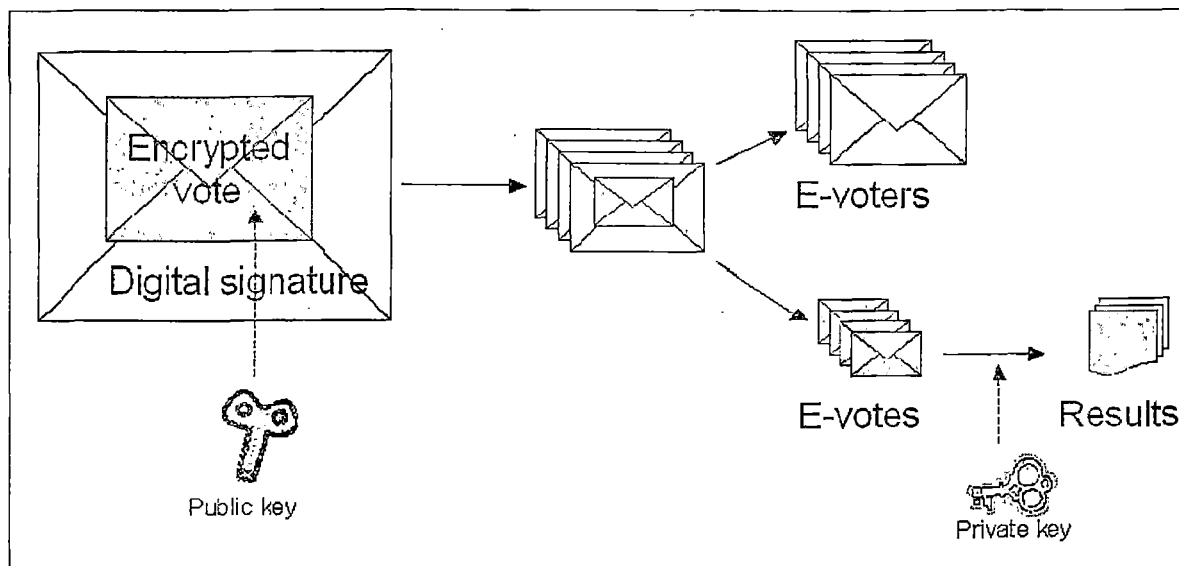 Encrypted
vote
Digital signature
Public key
E-voters
E-votes
Results
Private key